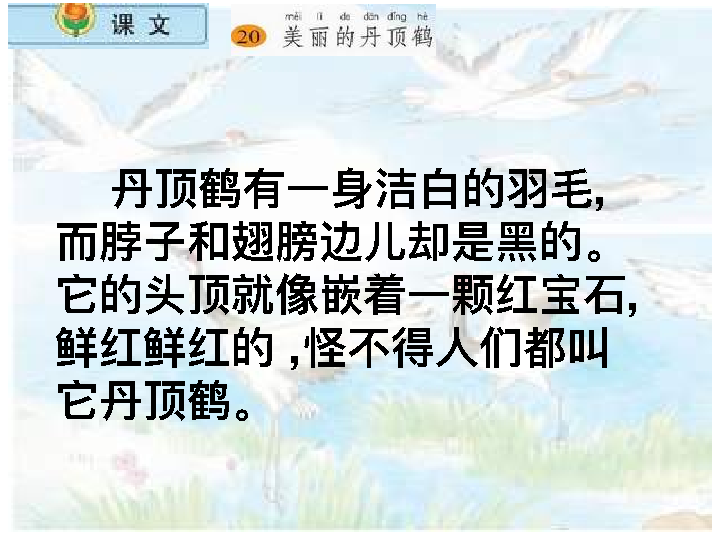 课文
měi lì de dān dǐng hè
20 美丽的丹顶鹤
丹顶鹤有一身洁白的羽毛,
而脖子和翅膀边儿却是黑的。
它的头顶就像嵌着一颗红宝石,
鲜红鲜红的 ,怪不得人们都叫
它丹顶鹤。